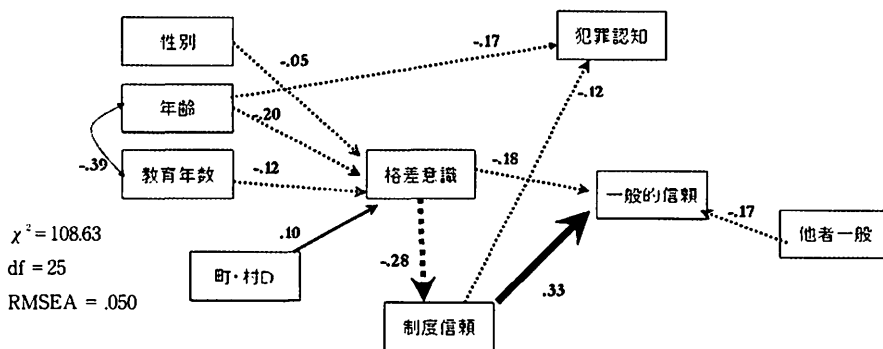 性別
犯罪認知
-.17
-.05
年齢
-.20
-.12
-.39
教育年数
-.12
格差意識
-.18
一般的信頼
-.17
他者一般
χ²=108.63
df =25
RMSEA = .050
.10
町・村D
-.28
.33
制度信頼